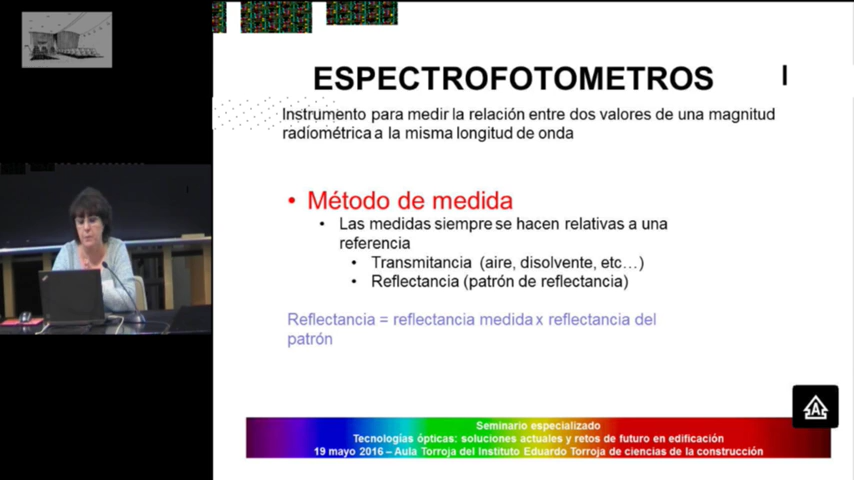 ESPECTROFOTOMETROS I
Instrumento para medir la relación entre dos valores de una magnitud
radiométrica a la misma longitud de onda
• Método de medida
• Las medidas siempre se hacen relativas a una
referencia
• Transmitancia (aire, disolvente, etc…)
• Reflectancia (patrón de reflectancia)
Reflectancia = reflectancia medida x reflectancia del
patrón
Seminario especializado
Tecnologías ópticas: soluciones actuales y retos de futuro en edificación
19 mayo 2016 – Aula Torroja del Instituto Eduardo Torroja de ciencias de la construcción
A